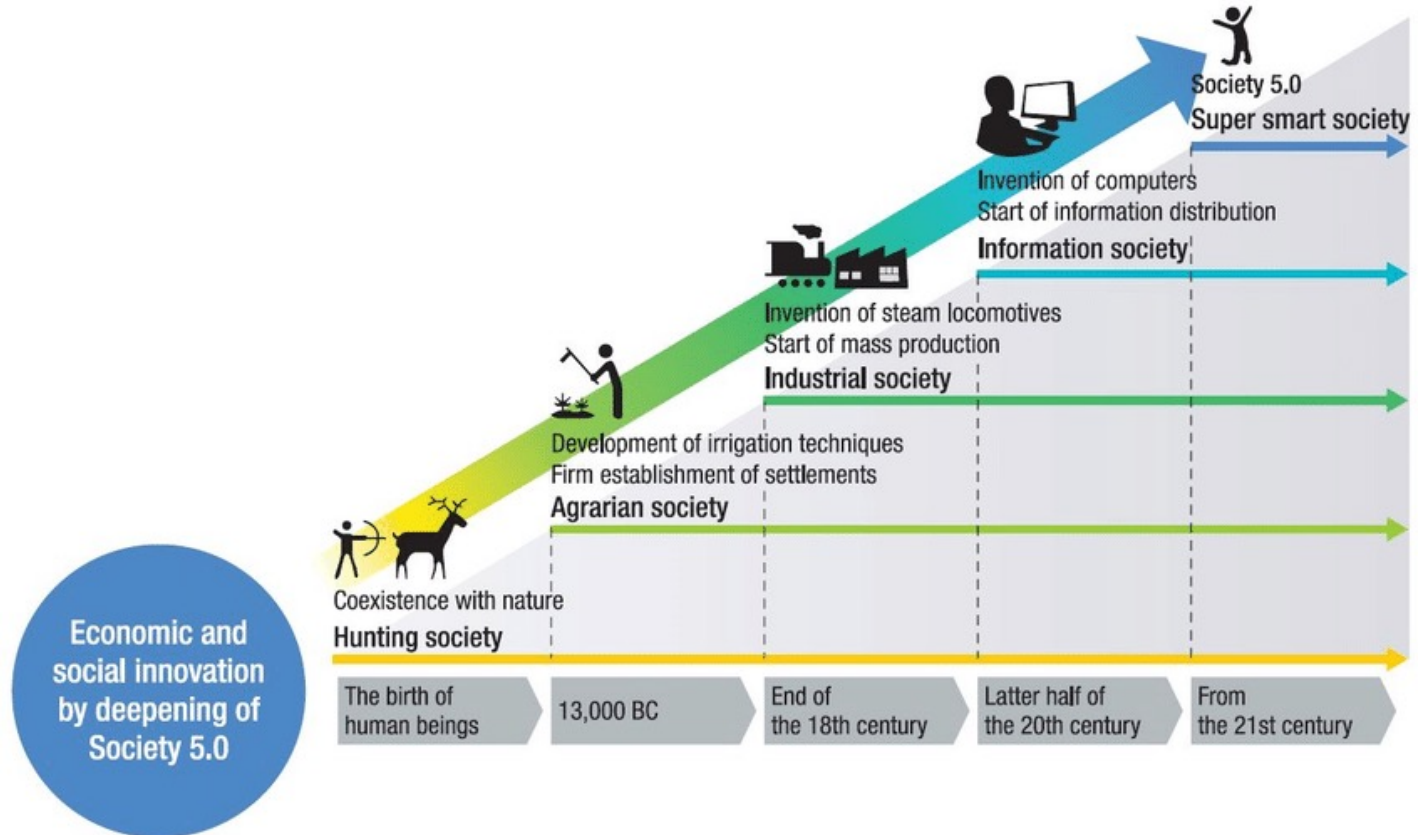 Society 5.0
Super smart society
Invention of computers
Start of information distribution
Information society
Invention of steam locomotives
Start of mass production
Industrial society
Development of irrigation techniques
Firm establishment of settlements
Agrarian society
Coexistence with nature
Hunting society
Economic and
social innovation
by deepening of
Society 5.0
The birth of
human beings
13,000 BC
End of
the 18th century
Latter half of
the 20th century
From
the 21st century